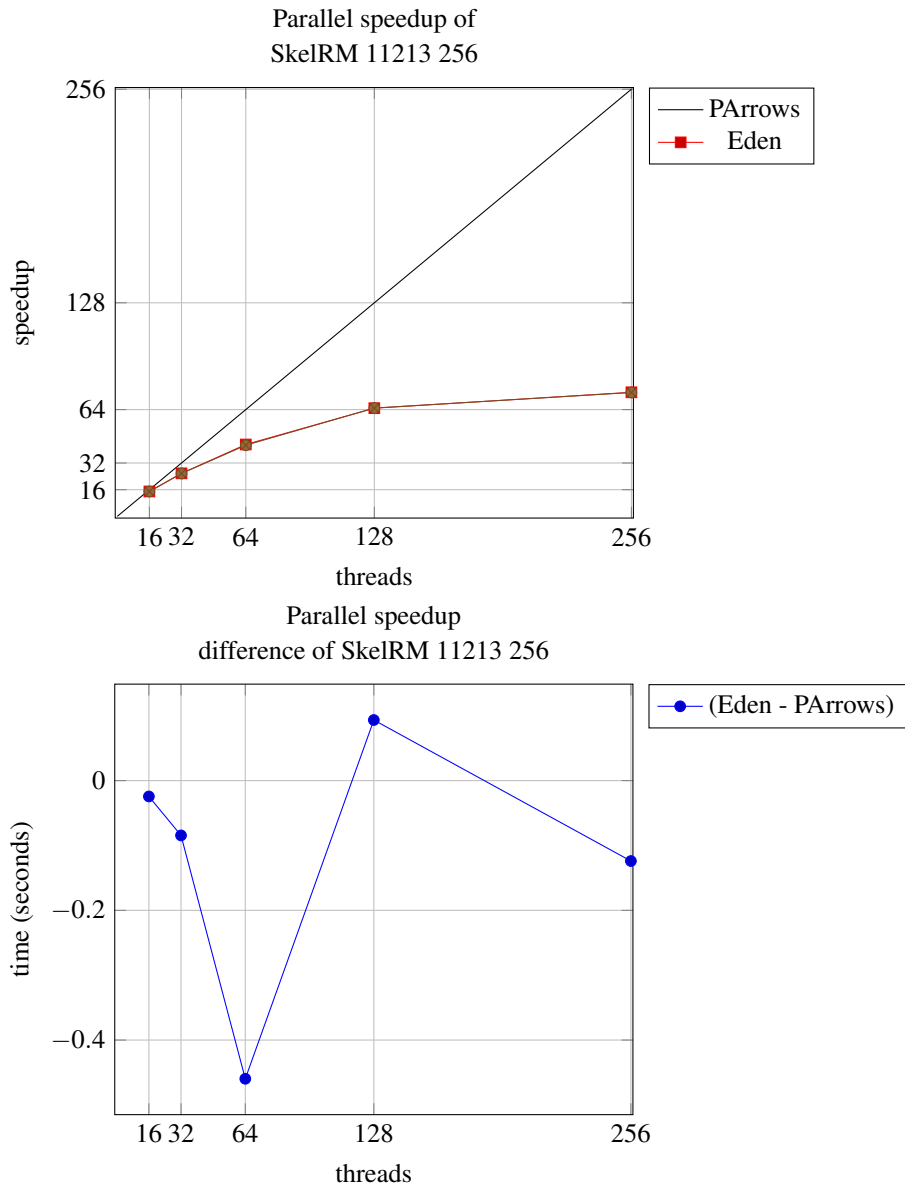 Parallel speedup of
SkelRM 11213 256
256
128
64
32
16
speedup
16 32 64 128 256
threads
PArrows
Eden
Parallel speedup
difference of SkelRM 11213 256
0
−0.2
−0.4
time (seconds)
16 32 64 128 256
threads
(Eden - PArrows)